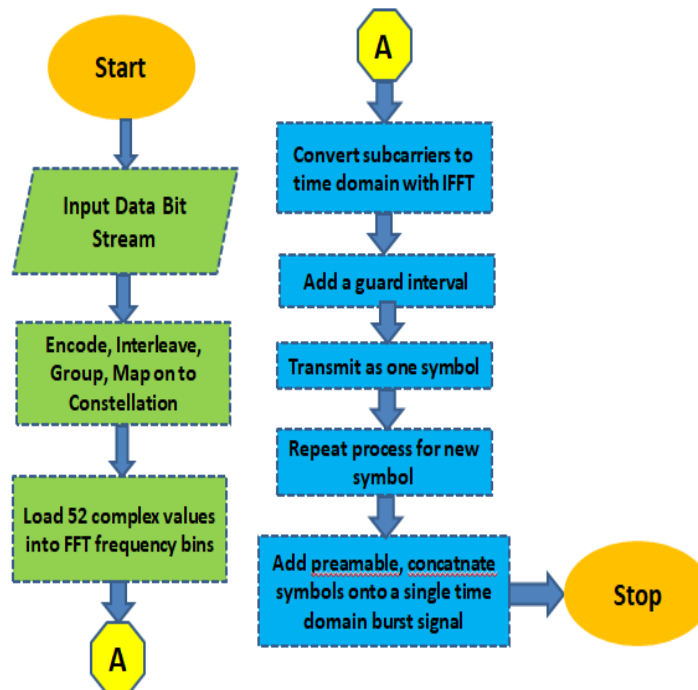 Start
Input Data Bit
Stream
Encode, Interleave,
Group, Map on to
Constellation
Load 52 complex values
into FFT frequency bins
A
A
Convert subcarriers to
time domain with IFFT
Add a guard interval
Transmit as one symbol
Repeat process for new
symbol
Add preamable, concatnate
symbols onto a single time
domain burst signal
Stop